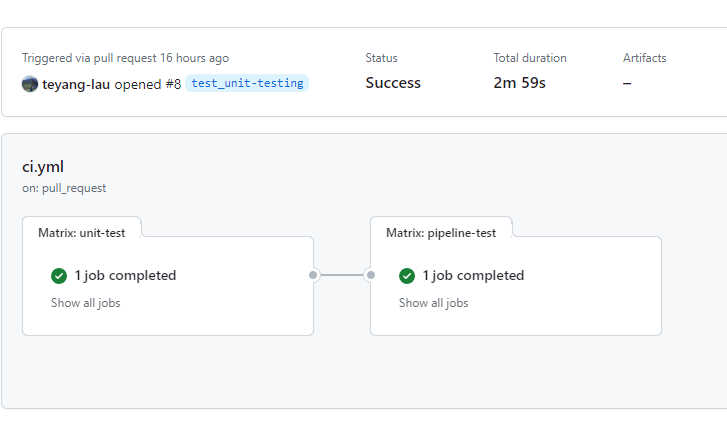 Triggered via pull request 16 hours ago
teyang-lau opened #8 test_unit-testing
Status
Success
Total duration
2m 59s
Artifacts
–
ci.yml
on: pull_request
Matrix: unit-test
1 job completed
Show all jobs
Matrix: pipeline-test
1 job completed
Show all jobs